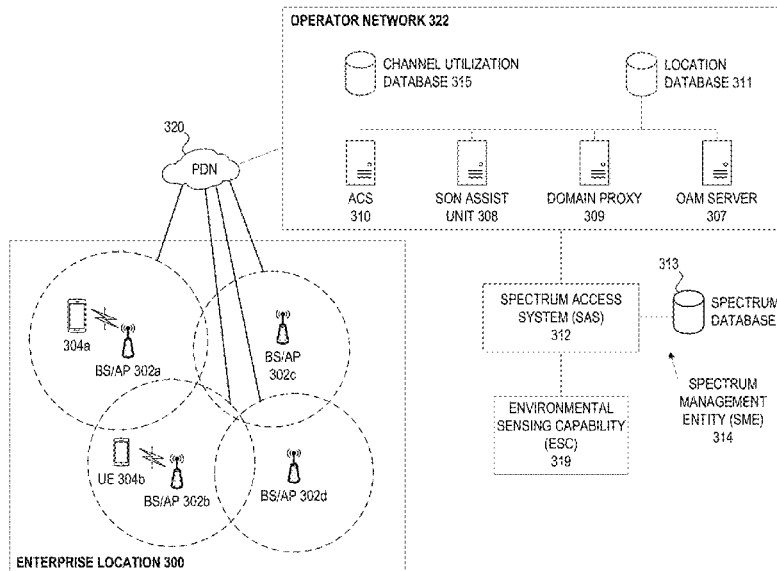 OPERATOR NETWORK 322
CHANNEL UTILIZATION
DATABASE 315
LOCATION
DATABASE 311
320
PDN
ACS
310
SON ASSIST
UNIT 308
DOMAIN PROXY
309
OAM SERVER
307
313
SPECTRUM ACCESS
SYSTEM (SAS)
312
SPECTRUM
DATABASE
304a
BS/AP 302a
BS/AP
302c
ENVIRONMENTAL
SENSING CAPABILITY
(ESC)
319
SPECTRUM
MANAGEMENT
ENTITY (SME)
314
UE 304b
BS/AP 302b
BS/AP 302d
ENTERPRISE LOCATION 300